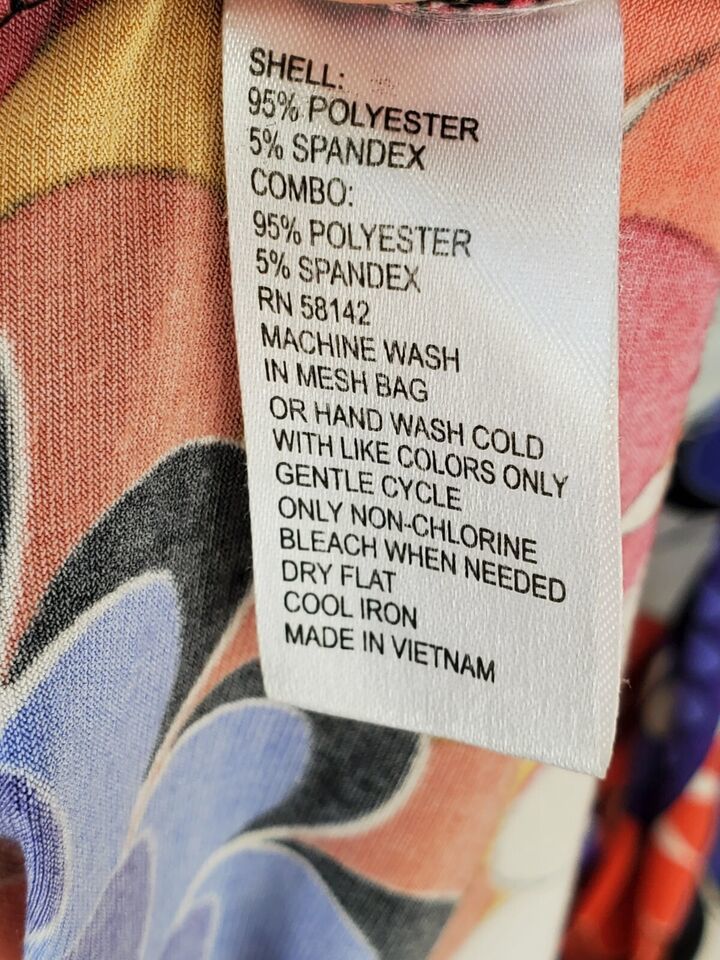 SHELL:
95% POLYESTER
5% SPANDEX
COMBO:
95% POLYESTER
5% SPANDEX
RN 58142
MACHINE WASH
IN MESH BAG
OR HAND WASH COLD
WITH LIKE COLORS ONLY
GENTLE CYCLE
ONLY NON-CHLORINE
BLEACH WHEN NEEDED
DRY FLAT
COOL IRON
MADE IN VIETNAM